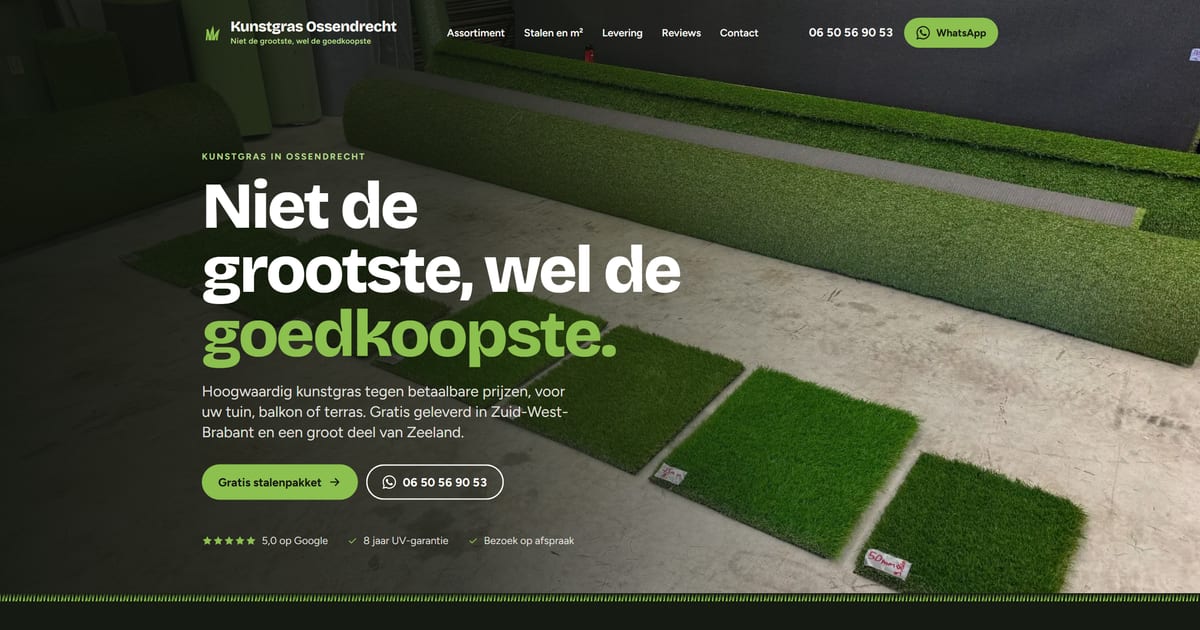 Kunstgras Ossendrecht
Niet de grootste, wel de goedkoopste
Assortiment Stalen en m² Levering Reviews Contact
06 50 56 90 53 WhatsApp
KUNSTGRAS IN OSSENDRECHT
Niet de
grootste, wel de
goedkoopste.
Hoogwaardig kunstgras tegen betaalbare prijzen, voor
uw tuin, balkon of terras. Gratis geleverd in Zuid-West-
Brabant en een groot deel van Zeeland.
Gratis stalenpakket → 06 50 56 90 53
5,0 op Google 8 jaar UV-garantie Bezoek op afspraak
50mm